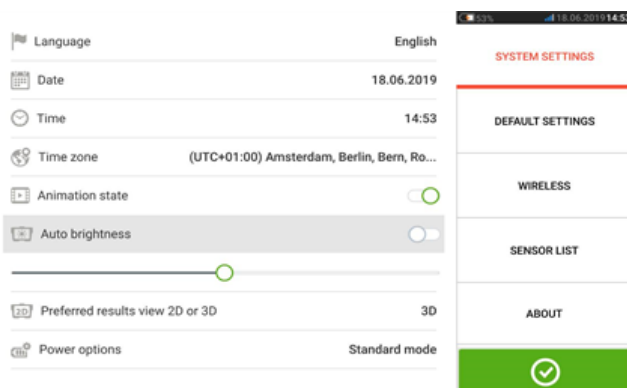 Language English
Date 18.06.2019
Time 14:53
Time zone (UTC+01:00) Amsterdam, Berlin, Bern, Ro...
Animation state
Auto brightness
2D Preferred results view 2D or 3D 3D
Power options Standard mode
53% 18.06.2019 14:53
SYSTEM SETTINGS
DEFAULT SETTINGS
WIRELESS
SENSOR LIST
ABOUT